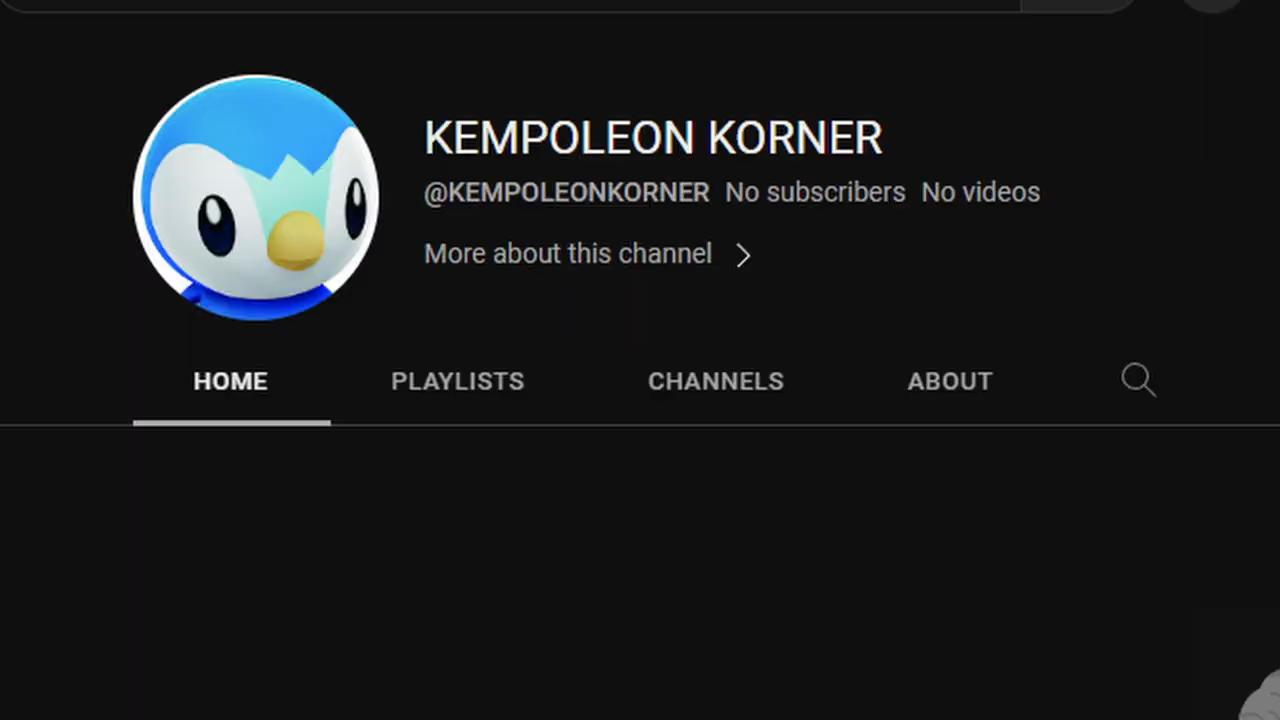 KEMPOLEON KORNER
@KEMPOLEONKORNER No subscribers No videos
More about this channel
HOME PLAYLISTS CHANNELS ABOUT